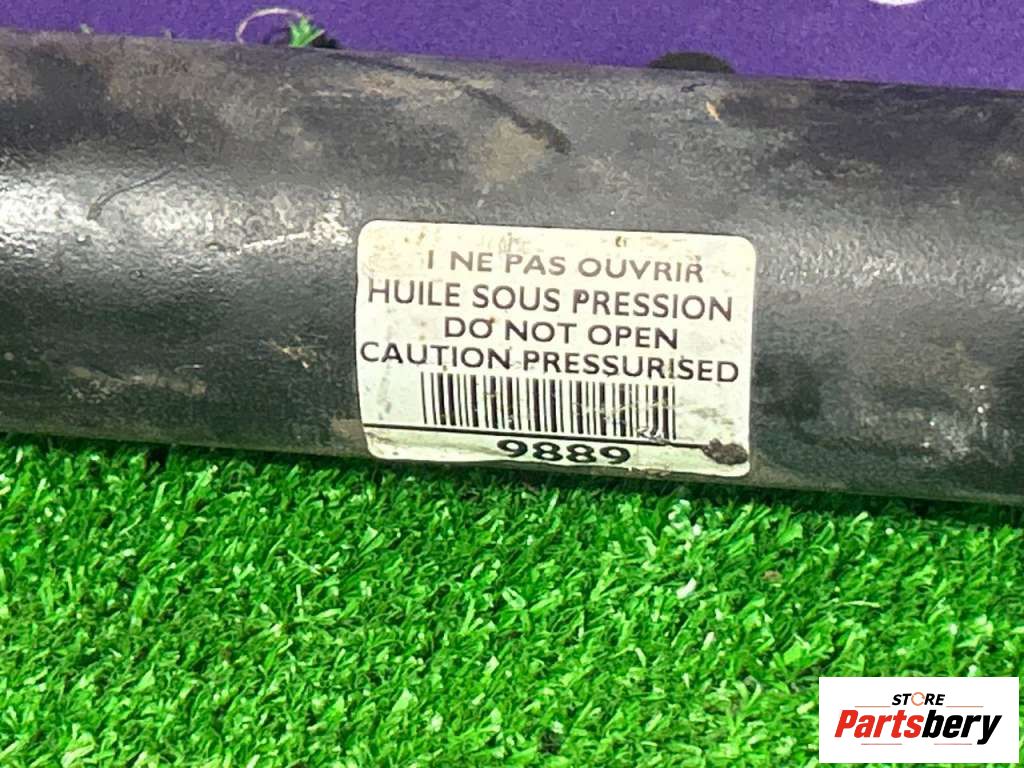 ! NE PAS OUVRIR
HUILE SOUS PRESSION
DO NOT OPEN
CAUTION PRESSURISED
9889
STORE
Partsbery